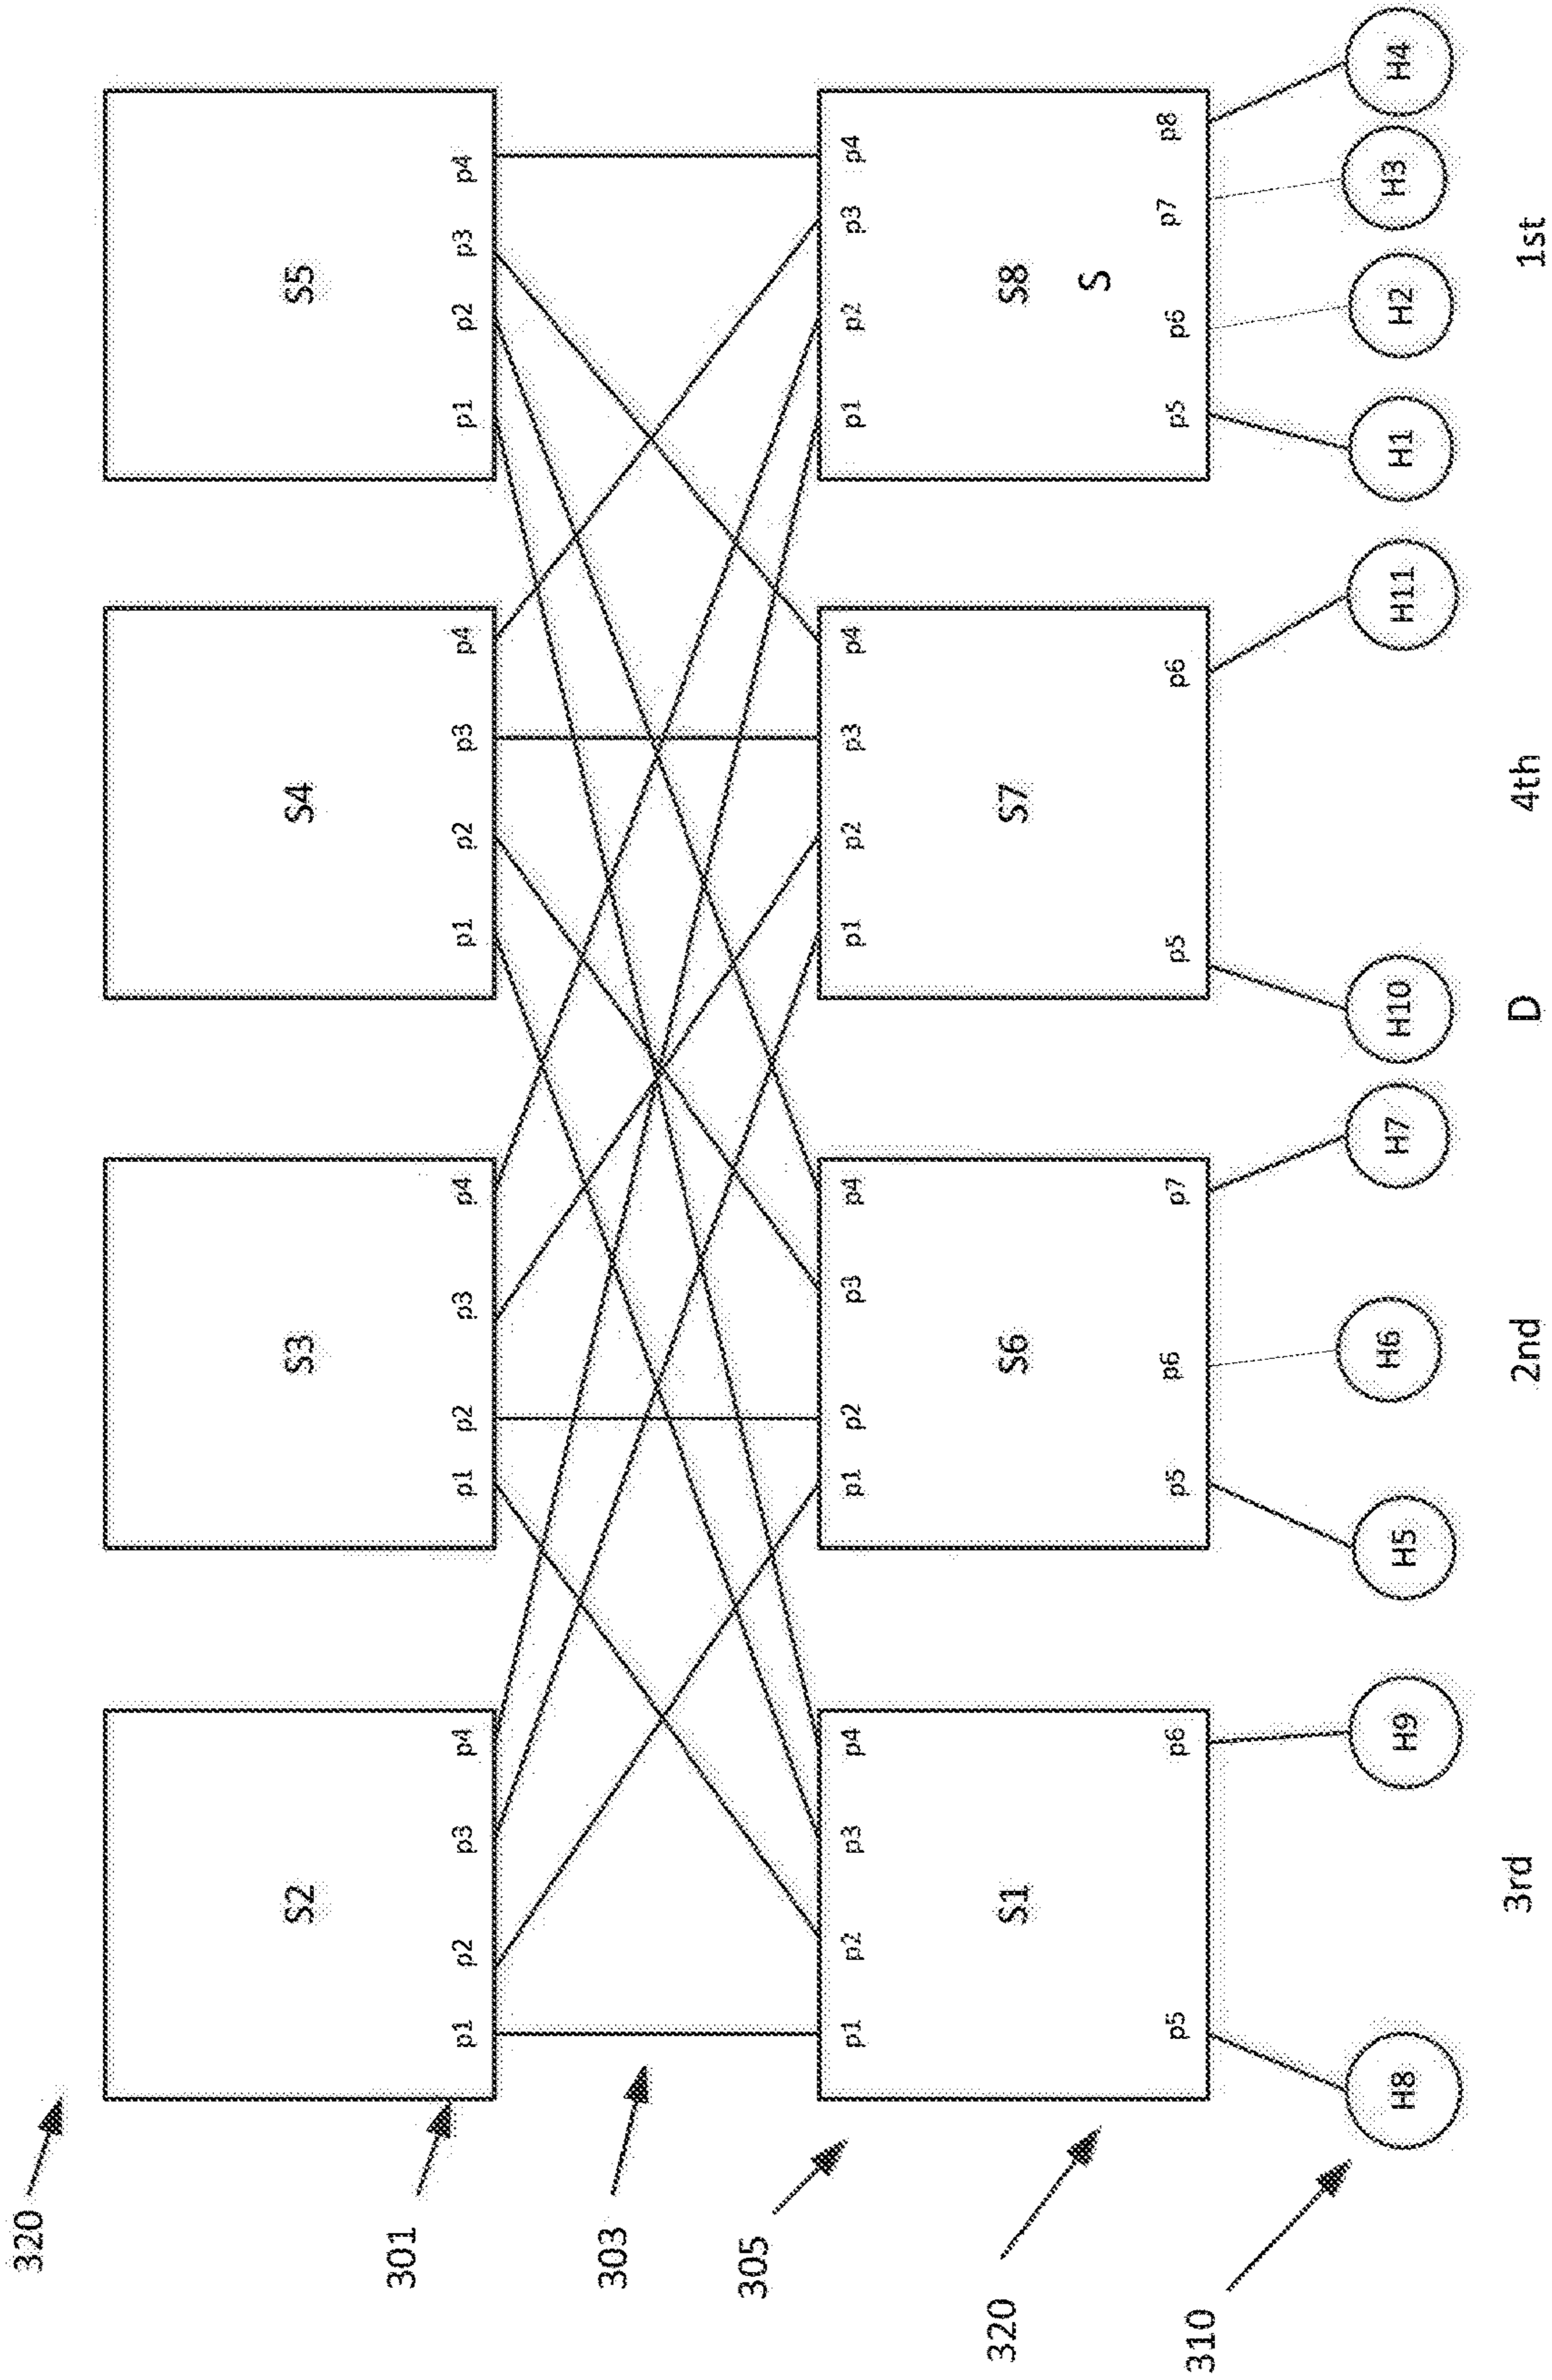 320
S2 S3 S4 S5
301
p1 p2 p3 p4 p1 p2 p3 p4 p1 p2 p3 p4 p1 p2 p3 p4
303
305
p1 p2 p3 p4 p1 p2 p3 p4 p1 p2 p3 p4 p1 p2 p3 p4
320
S1 S6 S7 S8
S
p5 p6 p5 p6 p7 p5 p6 p5 p6 p7 p8
310
H8 H9 H5 H6 H7 H10 H11 H1 H2 H3 H4
3rd 2nd D 4th 1st